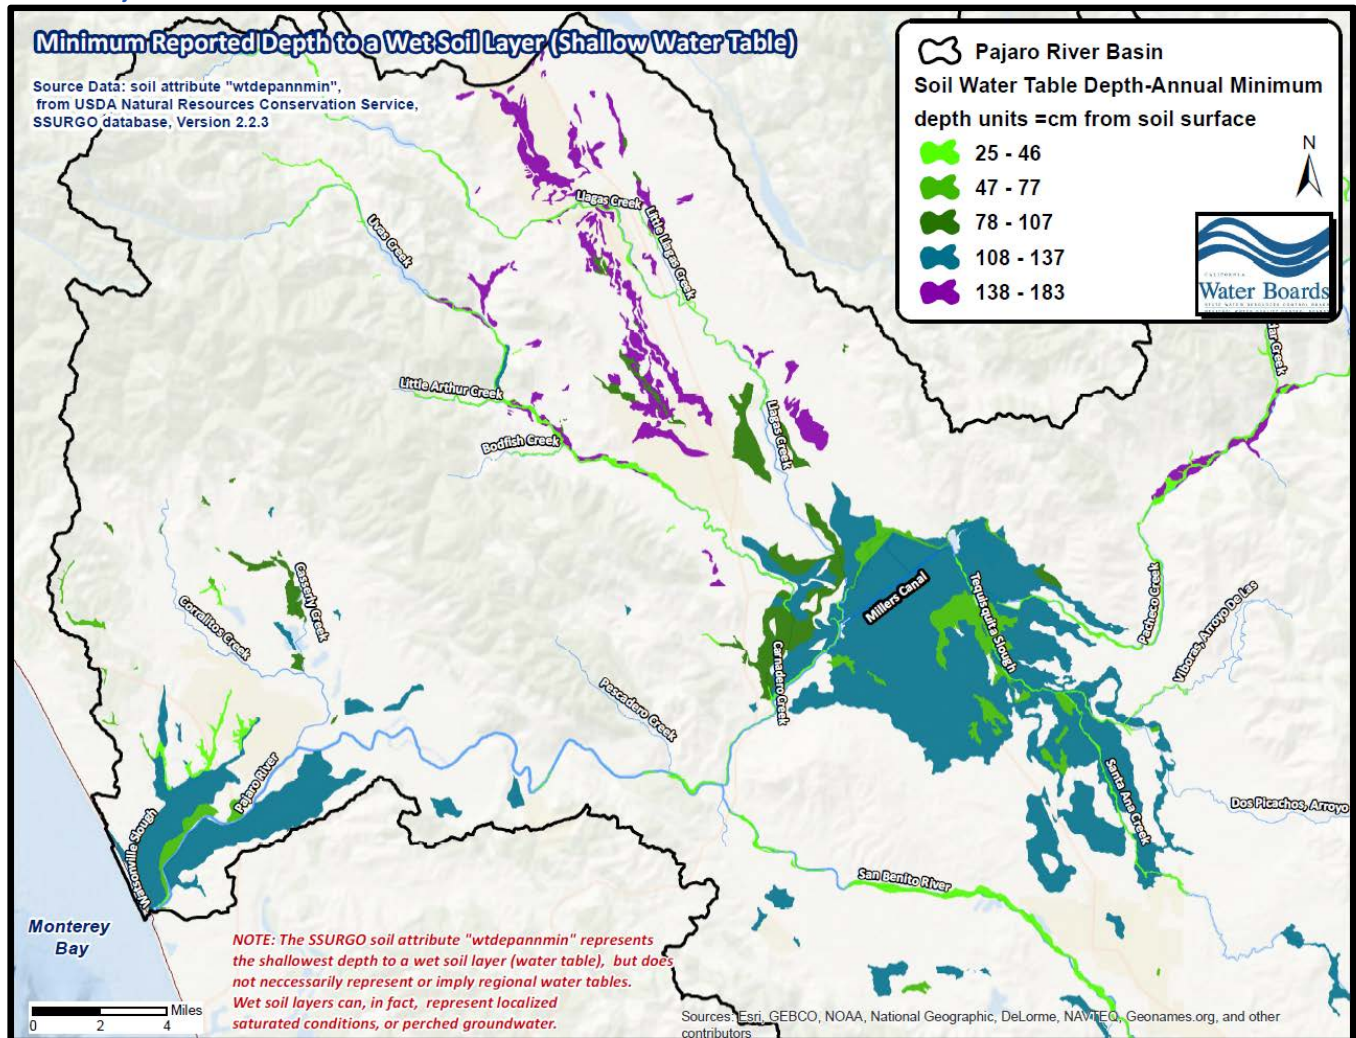 Minimum Reported Depth to a Wet Soil Layer (Shallow Water Table)
Source Data: soil attribute "wtdepannmin",
from USDA Natural Resources Conservation Service,
SSURGO database, Version 2.2.3
Pajaro River Basin
Soil Water Table Depth-Annual Minimum
depth units =cm from soil surface
25 - 46
47 - 77
78 - 107
108 - 137
138 - 183
N
CALIFORNIA
Water Boards
Llagas Creek
Little Llagas Creek
Uvas Creek
Little Arthur Creek
Bodfish Creek
Llagas Creek
Casserly Creek
Corralitos Creek
Millers Canal
Tequisquita Slough
Pacheco Creek
Viboras, Arroyo De Las
Carnadero Creek
Pescadero Creek
Pajaro River
Watsonville Slough
Santa Ana Creek
Dos Picachos, Arroyo
San Benito River
Monterey
Bay
NOTE: The SSURGO soil attribute "wtdepannmin" represents
the shallowest depth to a wet soil layer (water table), but does
not neccessarily represent or imply regional water tables.
Wet soil layers can, in fact, represent localized
saturated conditions, or perched groundwater.
Miles
0 2 4
Sources: Esri, GEBCO, NOAA, National Geographic, DeLorme, NAVTEQ, Geonames.org, and other
contributors